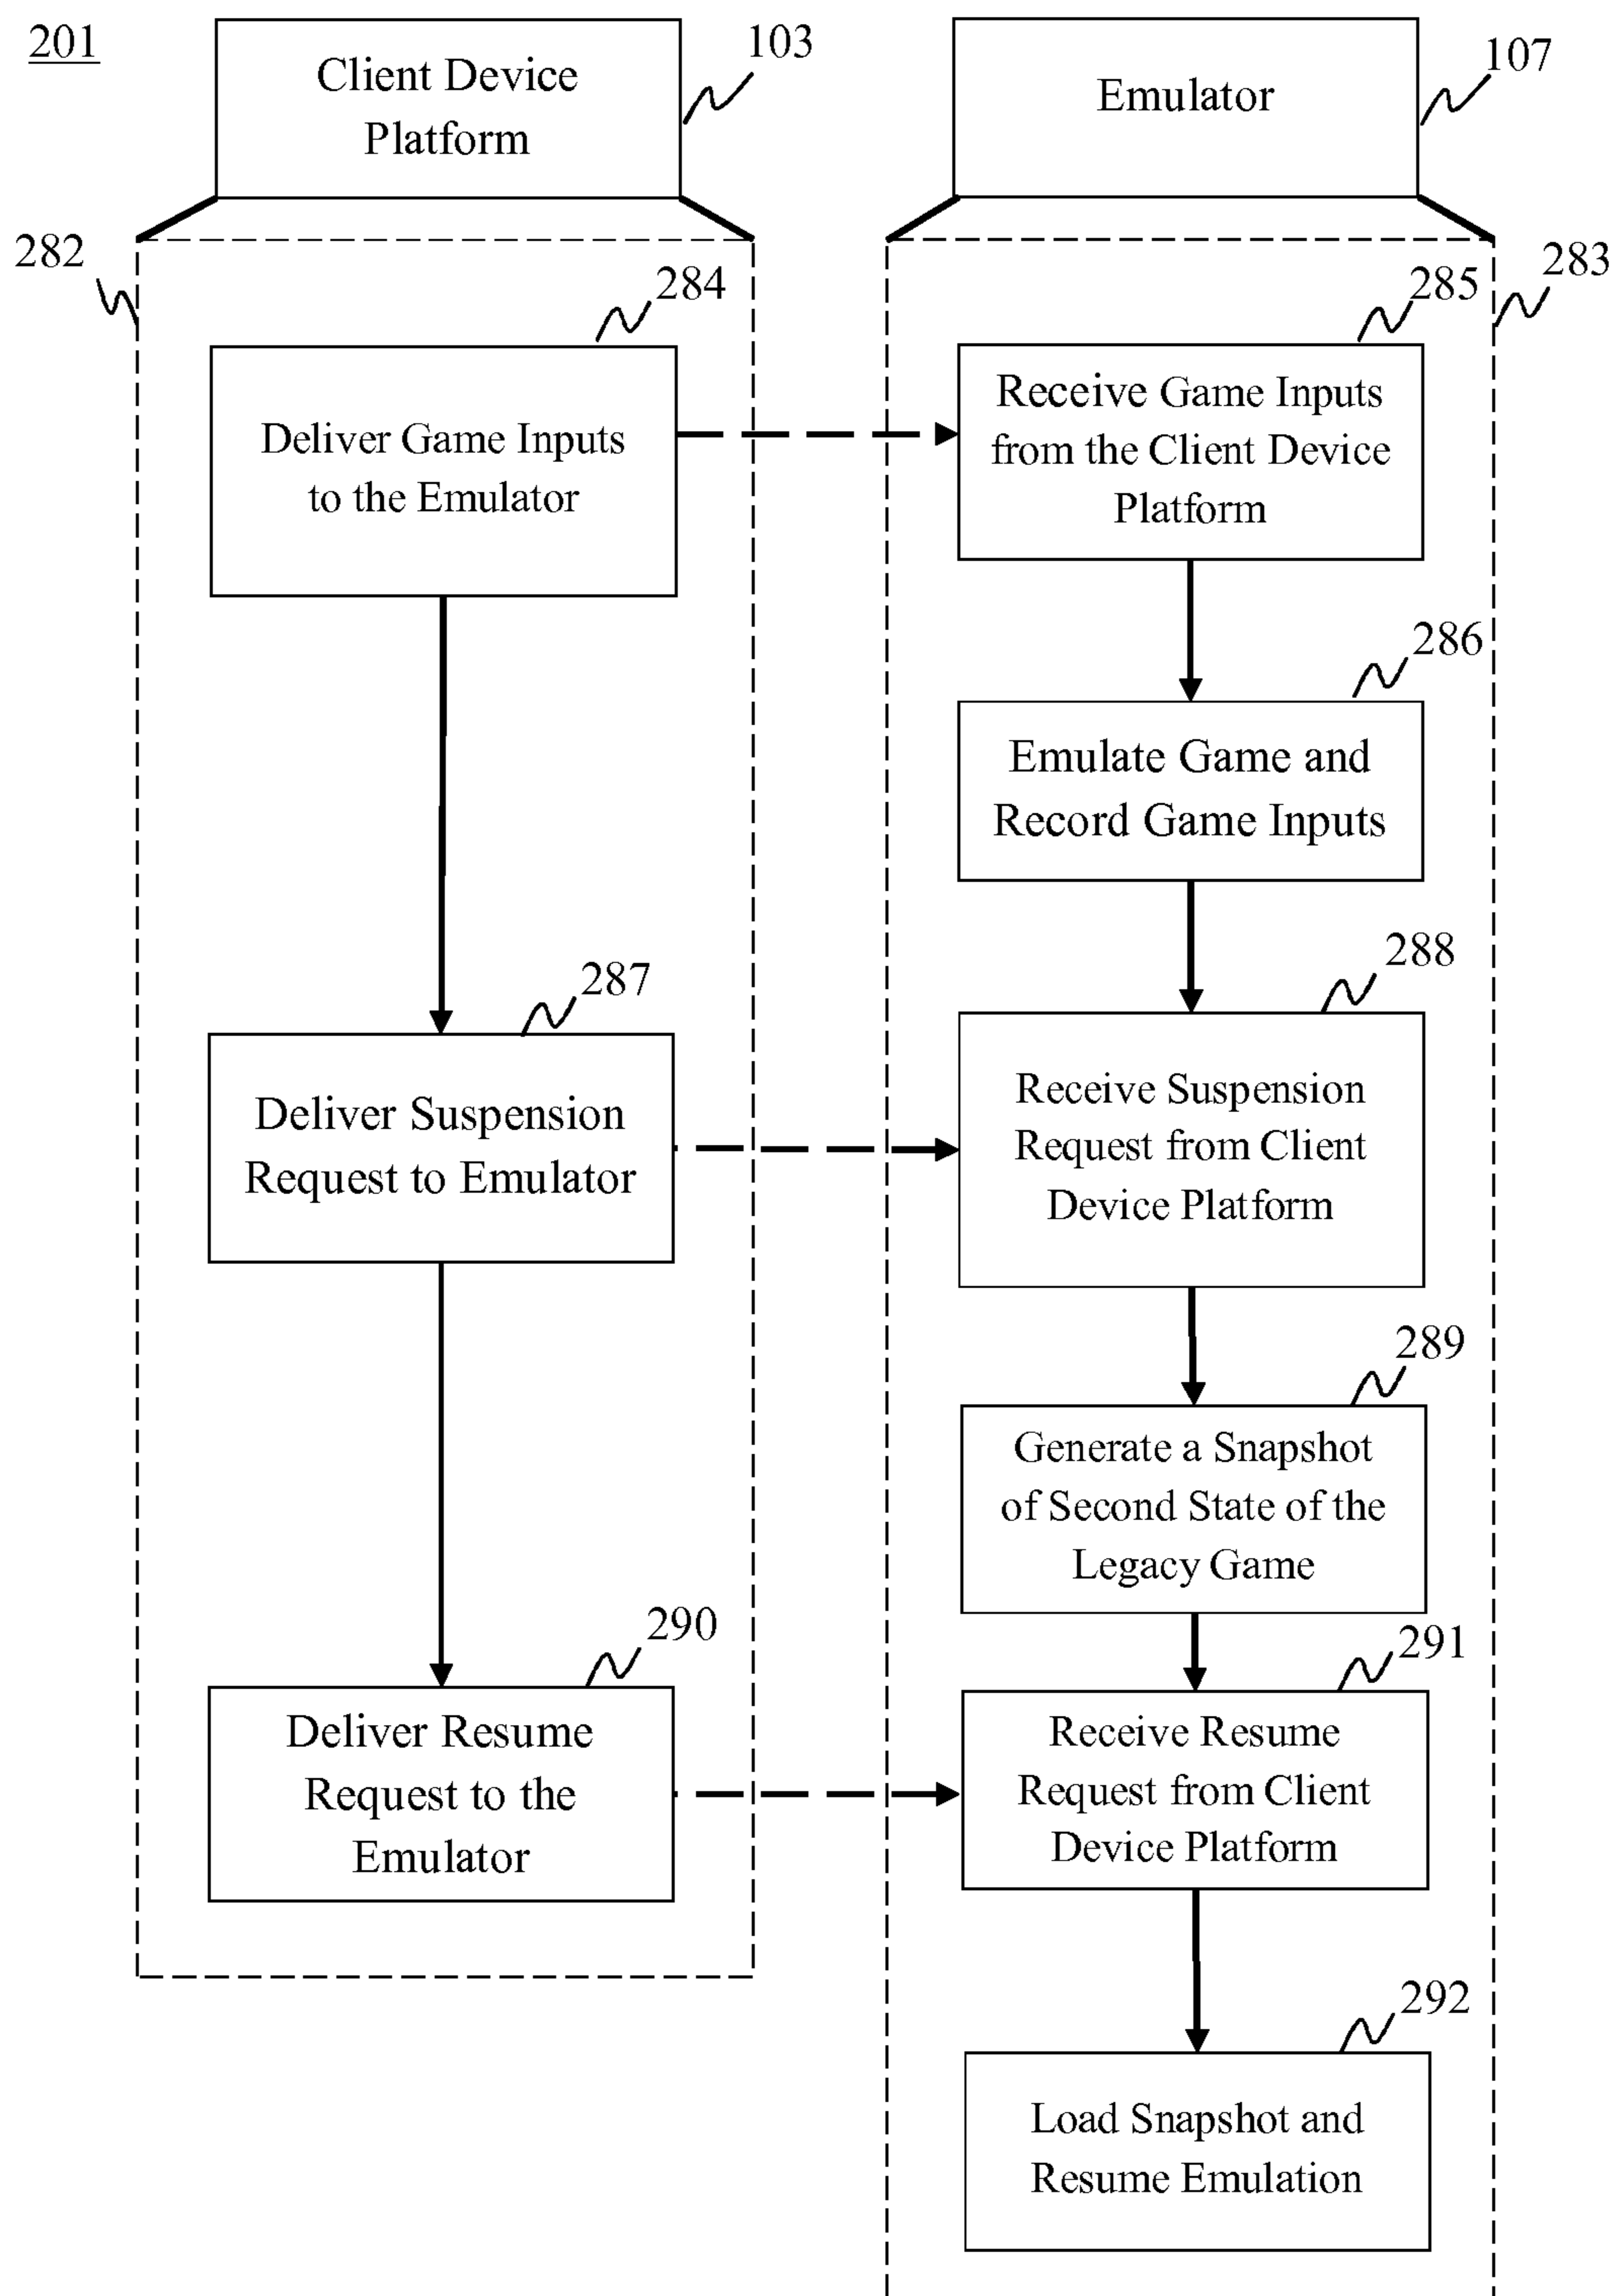 201
Client Device
Platform
103
Emulator
107
282
283
284
Deliver Game Inputs
to the Emulator
285
Receive Game Inputs
from the Client Device
Platform
286
Emulate Game and
Record Game Inputs
287
Deliver Suspension
Request to Emulator
288
Receive Suspension
Request from Client
Device Platform
289
Generate a Snapshot
of Second State of the
Legacy Game
290
Deliver Resume
Request to the
Emulator
291
Receive Resume
Request from Client
Device Platform
292
Load Snapshot and
Resume Emulation